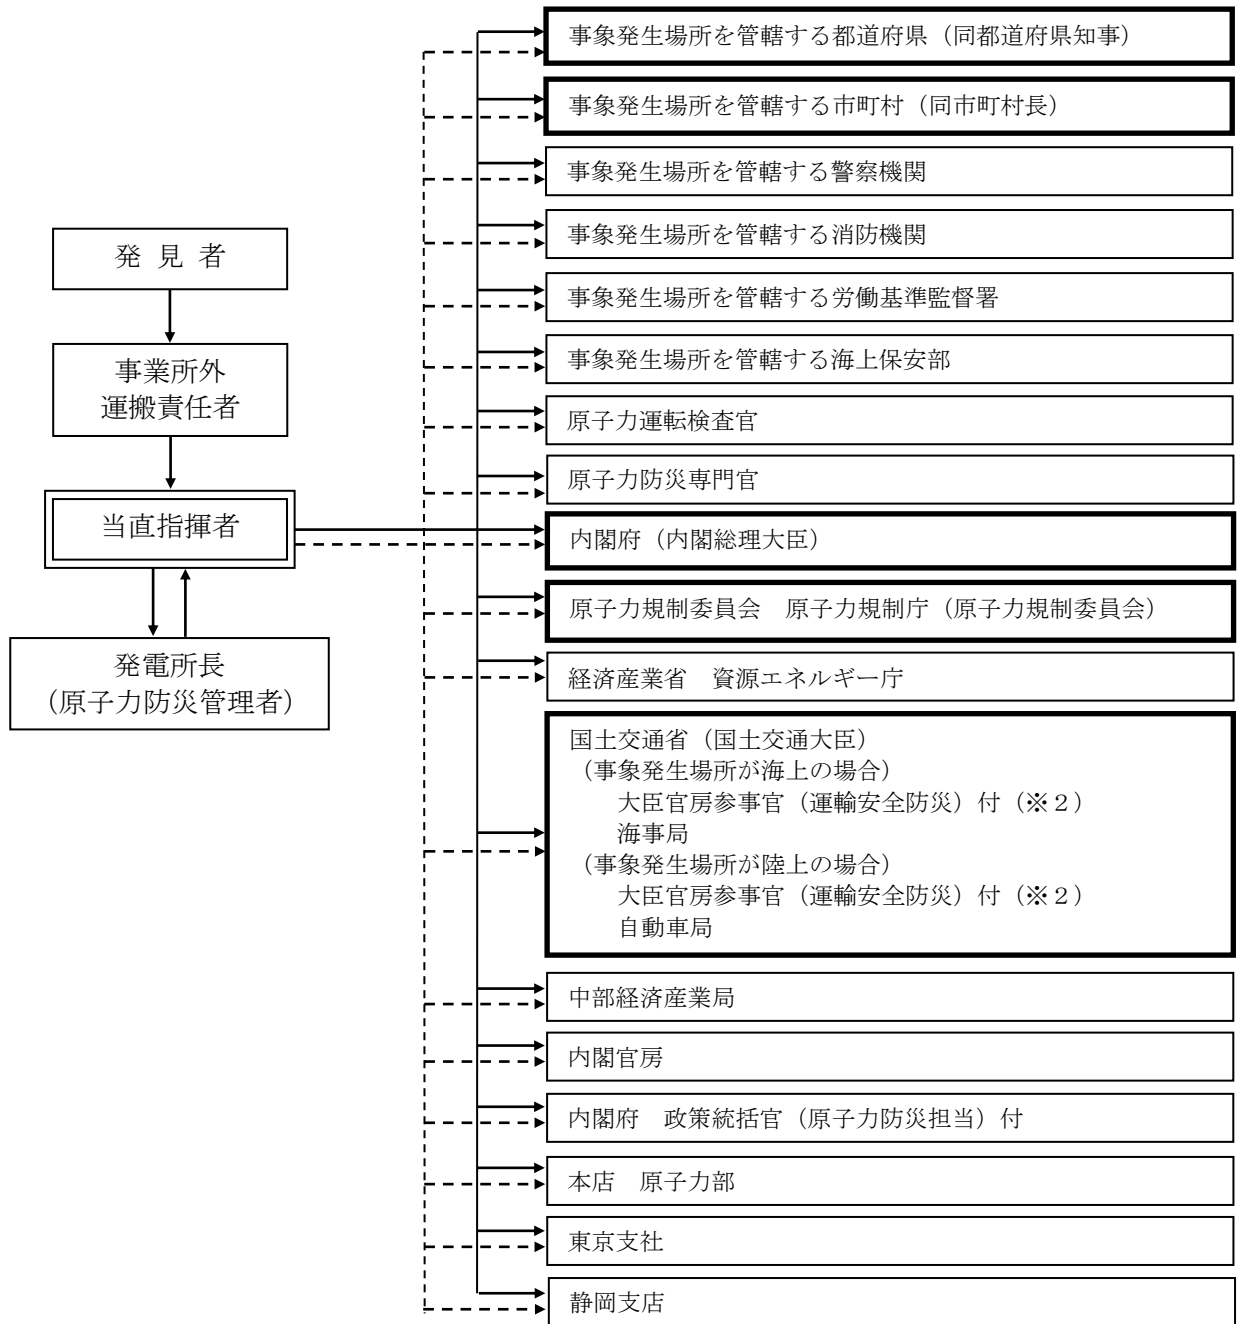 発 見 者
事業所外
運搬責任者
当直指揮者
発電所長
（原子力防災管理者）
事象発生場所を管轄する都道府県（同都道府県知事）
事象発生場所を管轄する市町村（同市町村長）
事象発生場所を管轄する警察機関
事象発生場所を管轄する消防機関
事象発生場所を管轄する労働基準監督署
事象発生場所を管轄する海上保安部
原子力運転検査官
原子力防災専門官
内閣府（内閣総理大臣）
原子力規制委員会　原子力規制庁（原子力規制委員会）
経済産業省　資源エネルギー庁
国土交通省（国土交通大臣）
（事象発生場所が海上の場合）
大臣官房参事官（運輸安全防災）付（※２）
海事局
（事象発生場所が陸上の場合）
大臣官房参事官（運輸安全防災）付（※２）
自動車局
中部経済産業局
内閣官房
内閣府　政策統括官（原子力防災担当）付
本店　原子力部
東京支社
静岡支店